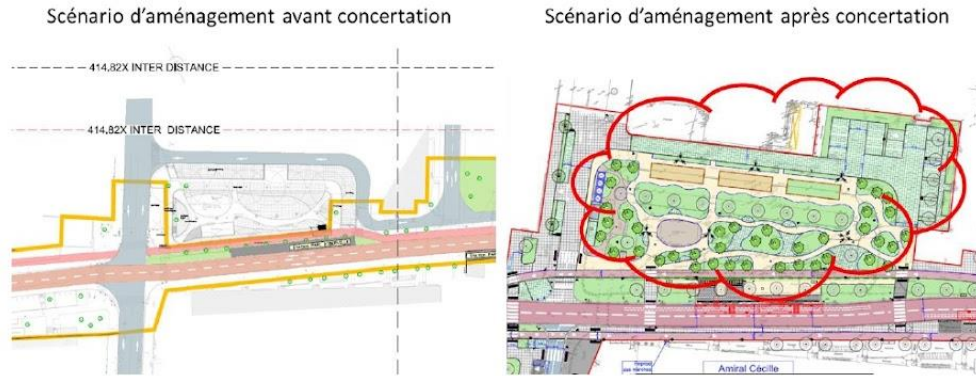 Scénario d'aménagement avant concertation
Scénario d'aménagement après concertation
414.82X INTER DISTANCE
414.82X INTER DISTANCE
Amiral Cécille